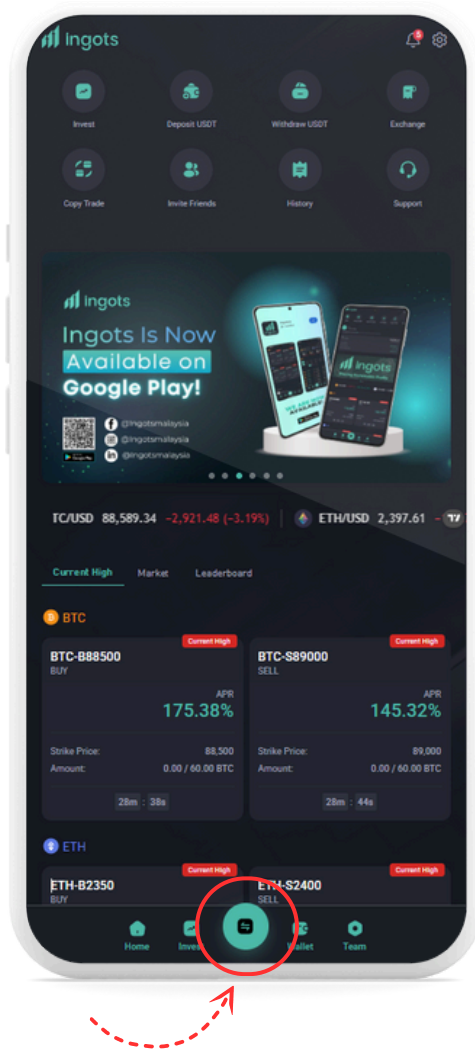 ingots
5
Invest
Deposit USDT
Withdraw USDT
Exchange
Copy Trade
Invite Friends
History
Support
ingots
Ingots Is Now
Available on
Google Play!
@ingotsmalaysia
@ingotsmalaysia
@ingotsmalaysia
ingots
TC/USD 88,589.34 −2,921.48 (−3.19%) ETH/USD 2,397.61 −
Current High Market Leaderboard
BTC
Current High
BTC-B88500
BUY
APR
175.38%
Strike Price: 88,500
Amount: 0.00 / 60.00 BTC
28m : 38s
Current High
BTC-S89000
SELL
APR
145.32%
Strike Price: 89,000
Amount: 0.00 / 60.00 BTC
28m : 44s
ETH
Current High
ETH-B2350
BUY
Current High
ETH-S2400
SELL
Home
Invest
Wallet
Team